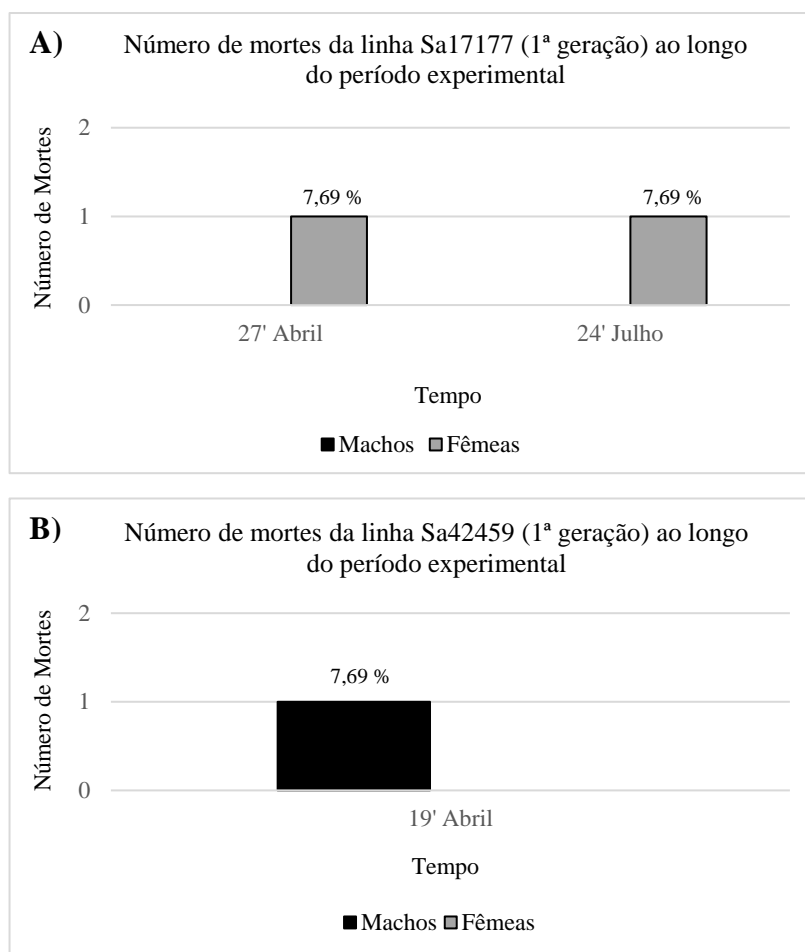 A)
Número de mortes da linha Sa17177 (1ª geração) ao longo
do período experimental
Número de Mortes
2
1
0
7,69 %
7,69 %
27' Abril
24' Julho
Tempo
Machos
Fêmeas
B)
Número de mortes da linha Sa42459 (1ª geração) ao longo
do período experimental
Número de Mortes
2
1
0
7,69 %
19' Abril
Tempo
Machos
Fêmeas